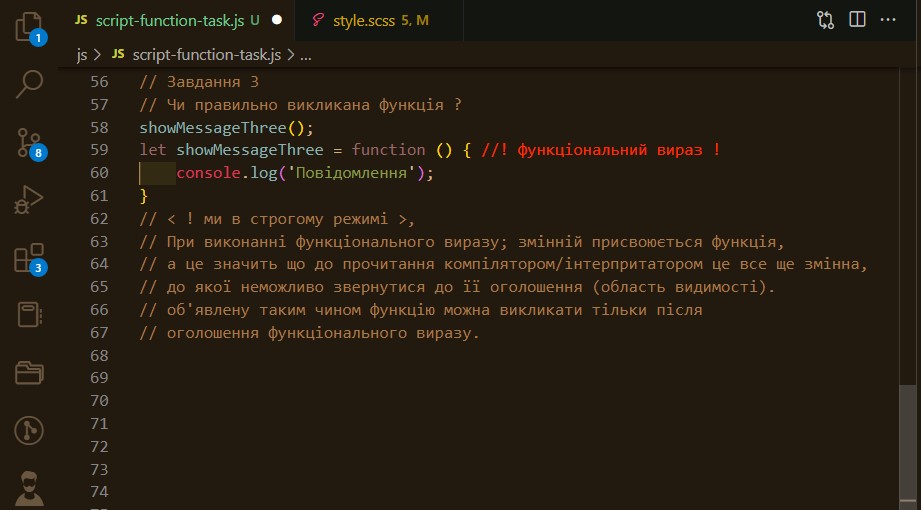 JS script-function-task.js U
style.scss 5, M
js > JS script-function-task.js > ...
1
8
3
56 // Завдання 3
57 // Чи правильно викликана функція ?
58 showMessageThree();
59 let showMessageThree = function () { //! функціональний вираз !
60 console.log('Повідомлення');
61 }
62 // < ! ми в строгому режимі >,
63 // При виконанні функціонального виразу; змінній присвоюється функція,
64 // а це значить що до прочитання компілятором/інтерпритатором це все ще змінна,
65 // до якої неможливо звернутися до її оголошення (область видимості).
66 // об'явлену таким чином функцію можна викликати тільки після
67 // оголошення функціонального виразу.
68
69
70
71
72
73
74